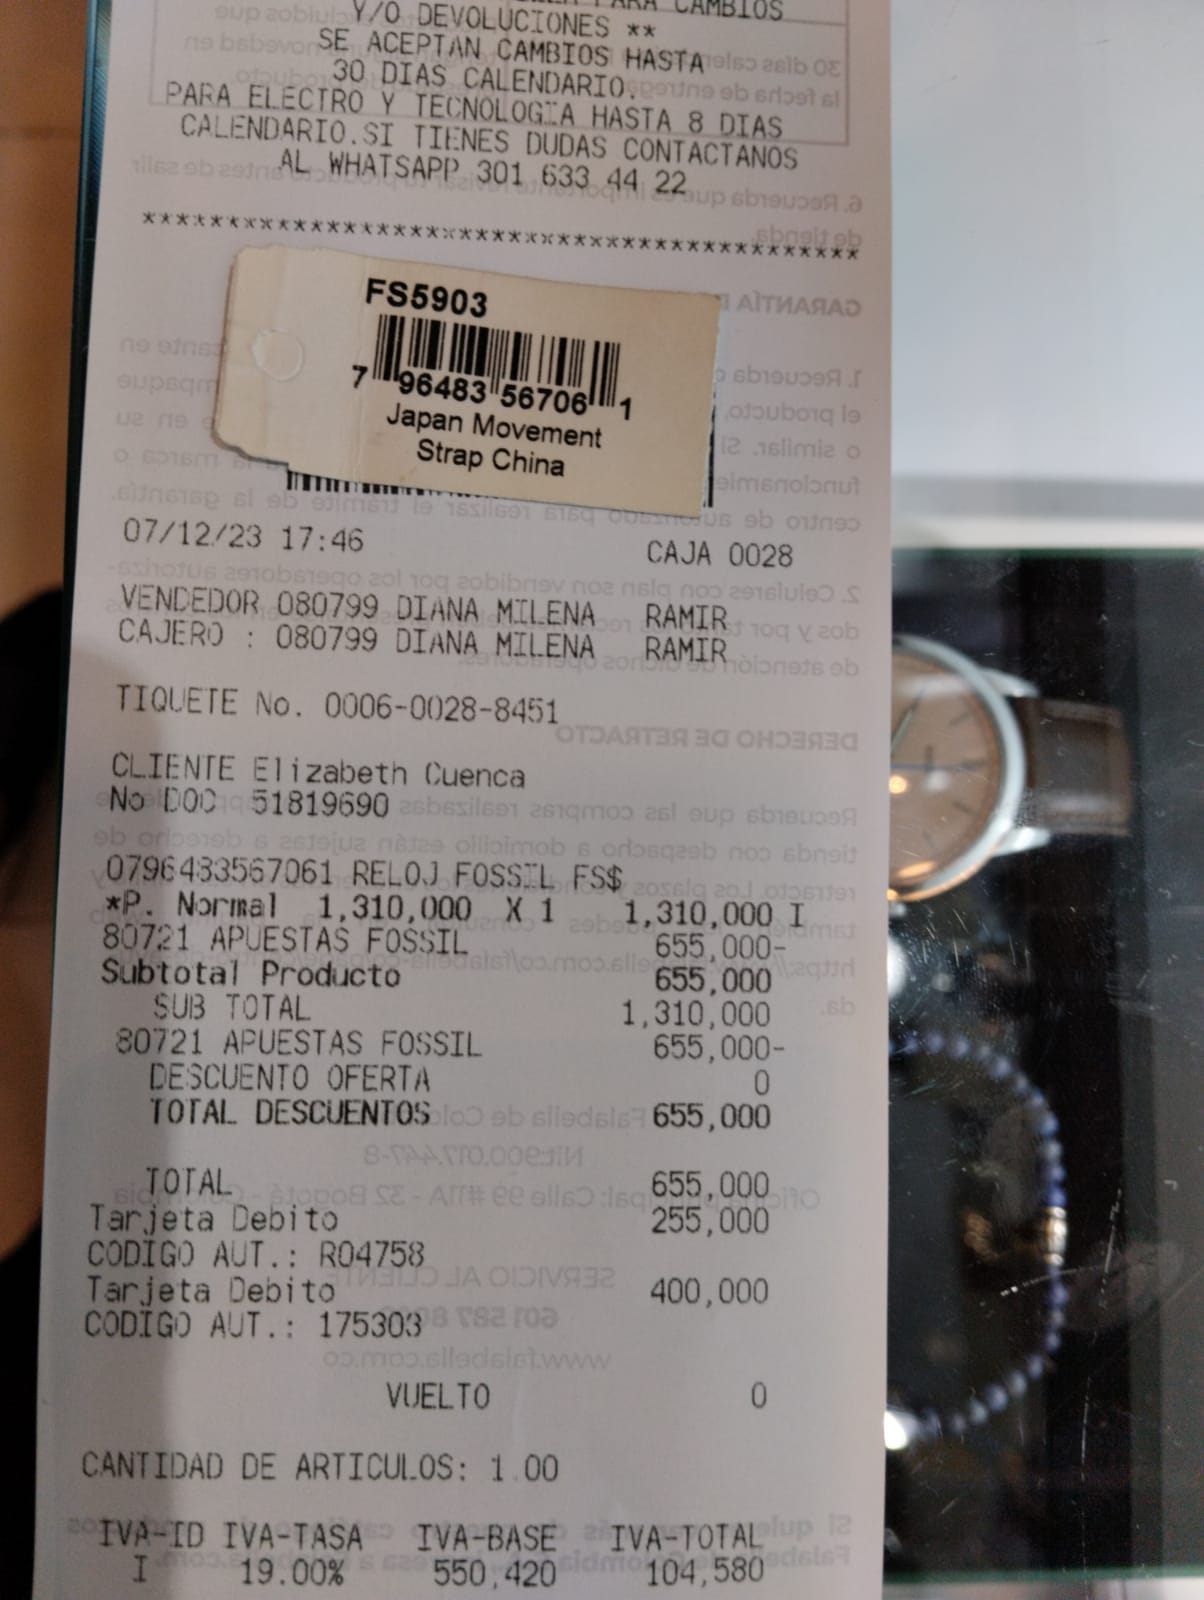 PARA CAMBIOS
Y/O DEVOLUCIONES **
SE ACEPTAN CAMBIOS HASTA
30 DIAS CALENDARIO.
PARA ELECTRO Y TECNOLOGIA HASTA 8 DIAS
CALENDARIO.SI TIENES DUDAS CONTACTANOS
AL WHATSAPP 301 633 44 22
******************************************
FS5903
7 96483 56706 1
Japan Movement
Strap China
07/12/23 17:46 CAJA 0028
VENDEDOR 080799 DIANA MILENA RAMIR
CAJERO : 080799 DIANA MILENA RAMIR
TIQUETE No. 0006-0028-8451
CLIENTE Elizabeth Cuenca
No DOC 51819690
0796483567061 RELOJ FOSSIL FS$
*P. Normal 1,310,000 X 1 1,310,000 I
80721 APUESTAS FOSSIL 655,000-
Subtotal Producto 655,000
SUB TOTAL 1,310,000
80721 APUESTAS FOSSIL 655,000-
DESCUENTO OFERTA 0
TOTAL DESCUENTOS 655,000
TOTAL 655,000
Tarjeta Debito 255,000
CODIGO AUT.: R04758
Tarjeta Debito 400,000
CODIGO AUT.: 175303
VUELTO 0
CANTIDAD DE ARTICULOS: 1.00
IVA-ID IVA-TASA IVA-BASE IVA-TOTAL
I 19.00% 550,420 104,580